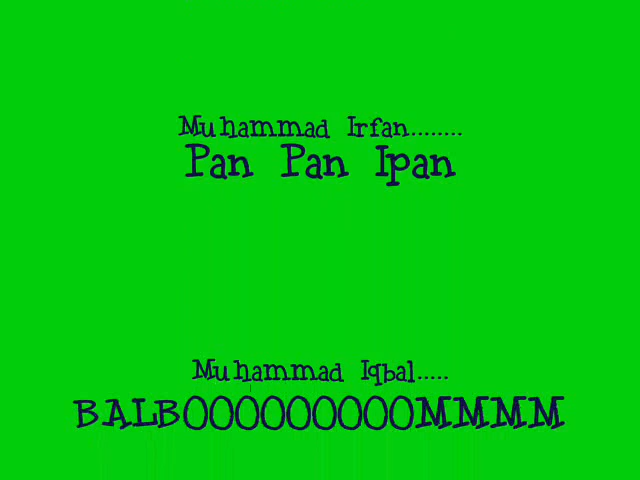 Muhammad Irfan........
Pan Pan Ipan
Muhammad Iqbal.....
BALBOOOOOOOOOMMMM